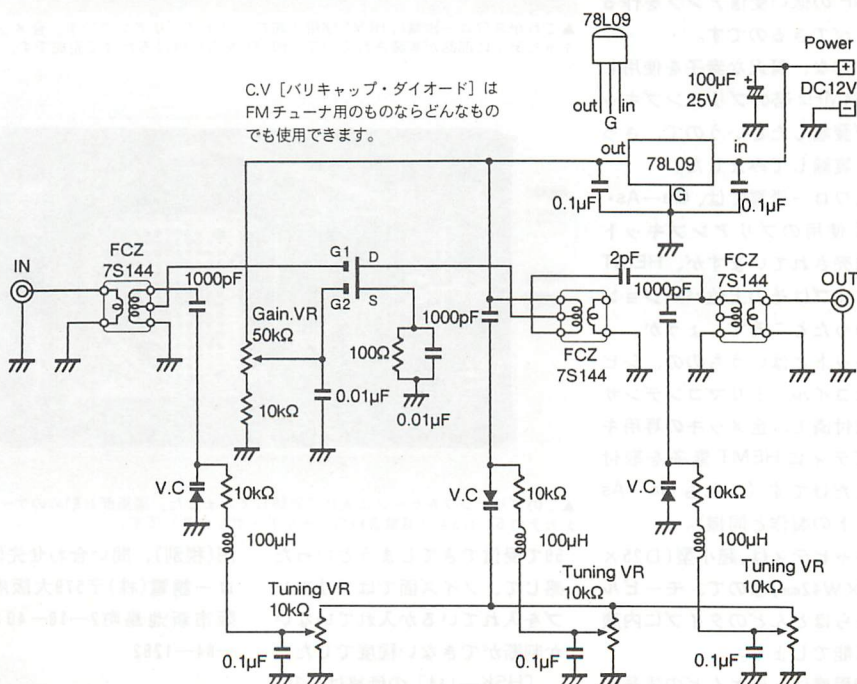 78L09
Power
100μF
25V
DC12V
out
in
G
C.V [バリキャップ・ダイオード] は
FMチューナ用のものならどんなもの
でも使用できます。
out
in
78L09
G
0.1μF
0.1μF
IN
FCZ
7S144
1000pF
G1
D
G2
S
2pF
1000pF
FCZ
7S144
OUT
Gain.VR
50kΩ
1000pF
100Ω
FCZ
7S144
10kΩ
0.01μF
0.01μF
V.C
10kΩ
V.C
10kΩ
V.C
10kΩ
100μH
100μH
100μH
Tuning VR
10kΩ
Tuning VR
10kΩ
Tuning VR
10kΩ
0.1μF
0.1μF
0.1μF